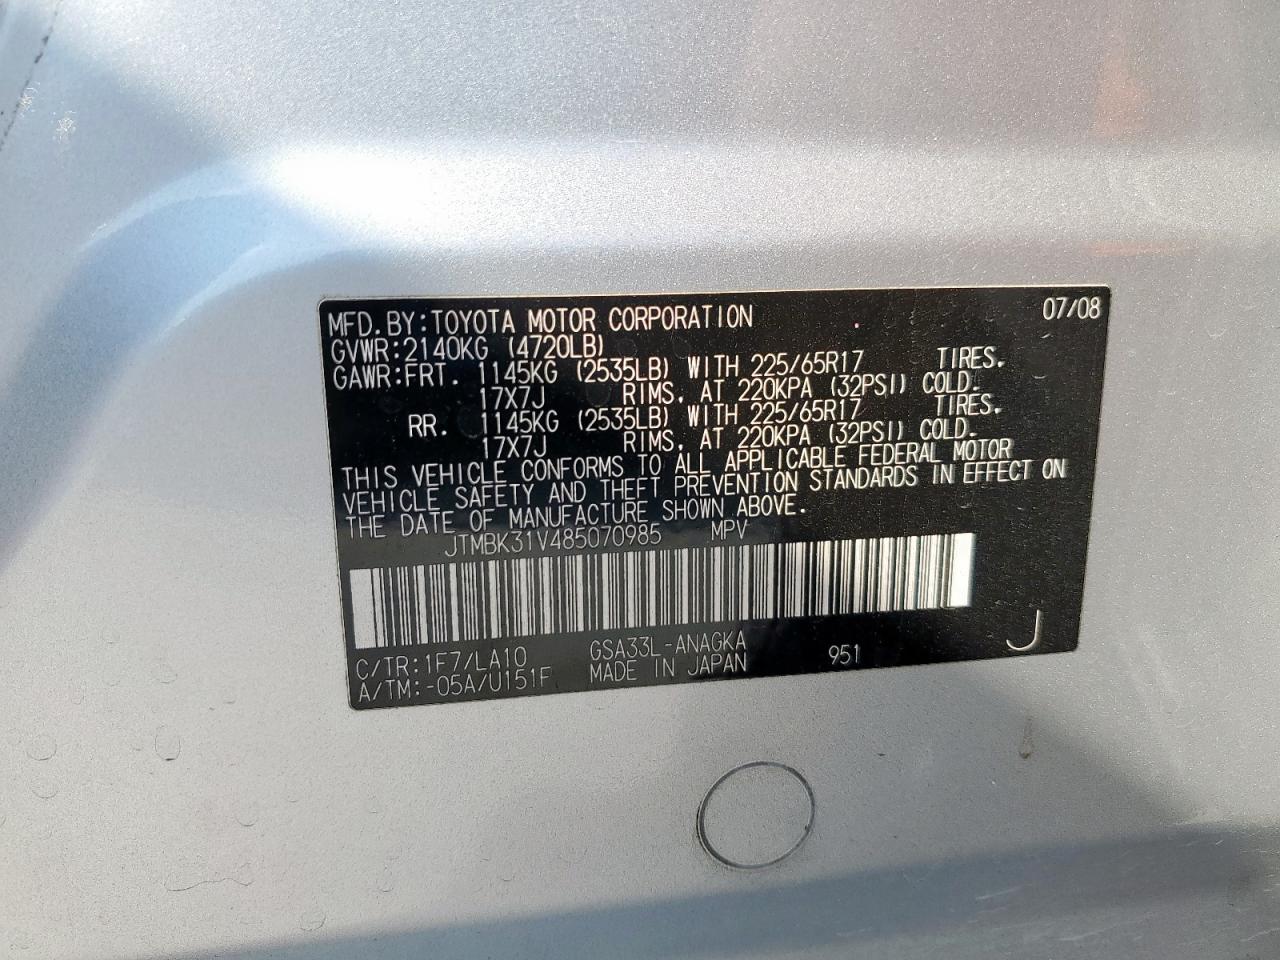 MFD.BY:TOYOTA MOTOR CORPORATION 07/08
GVWR:2140KG (4720LB)
GAWR:FRT. 1145KG (2535LB) WITH 225/65R17 TIRES.
17X7J RIMS, AT 220KPA (32PSI) COLD.
RR. 1145KG (2535LB) WITH 225/65R17 TIRES.
17X7J RIMS, AT 220KPA (32PSI) COLD.
THIS VEHICLE CONFORMS TO ALL APPLICABLE FEDERAL MOTOR
VEHICLE SAFETY AND THEFT PREVENTION STANDARDS IN EFFECT ON
THE DATE OF MANUFACTURE SHOWN ABOVE.
JTMBK31V485070985 MPV
C/TR:1F7/LA10 GSA33L-ANAGKA
A/TM:-05A/U151F MADE IN JAPAN 951 J